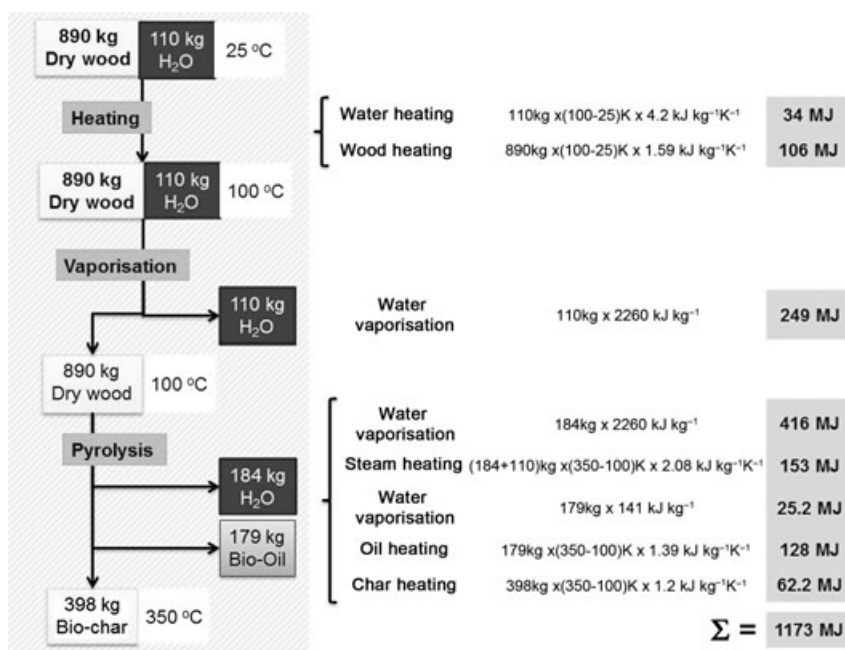 890 kg
Dry wood
110 kg
H₂O
25 ºC
Heating
Water heating 110kg x(100-25)K x 4.2 kJ kg⁻¹K⁻¹ 34 MJ
Wood heating 890kg x(100-25)K x 1.59 kJ kg⁻¹K⁻¹ 106 MJ
890 kg
Dry wood
110 kg
H₂O
100 ºC
Vaporisation
110 kg
H₂O
Water
vaporisation
110kg x 2260 kJ kg⁻¹ 249 MJ
890 kg
Dry wood
100 ºC
Pyrolysis
Water
vaporisation
184kg x 2260 kJ kg⁻¹ 416 MJ
184 kg
H₂O
Steam heating (184+110)kg x(350-100)K x 2.08 kJ kg⁻¹K⁻¹ 153 MJ
Water
vaporisation
179kg x 141 kJ kg⁻¹ 25.2 MJ
179 kg
Bio-Oil
Oil heating 179kg x(350-100)K x 1.39 kJ kg⁻¹K⁻¹ 128 MJ
Char heating 398kg x(350-100)K x 1.2 kJ kg⁻¹K⁻¹ 62.2 MJ
398 kg
Bio-char
350 ºC
Σ = 1173 MJ